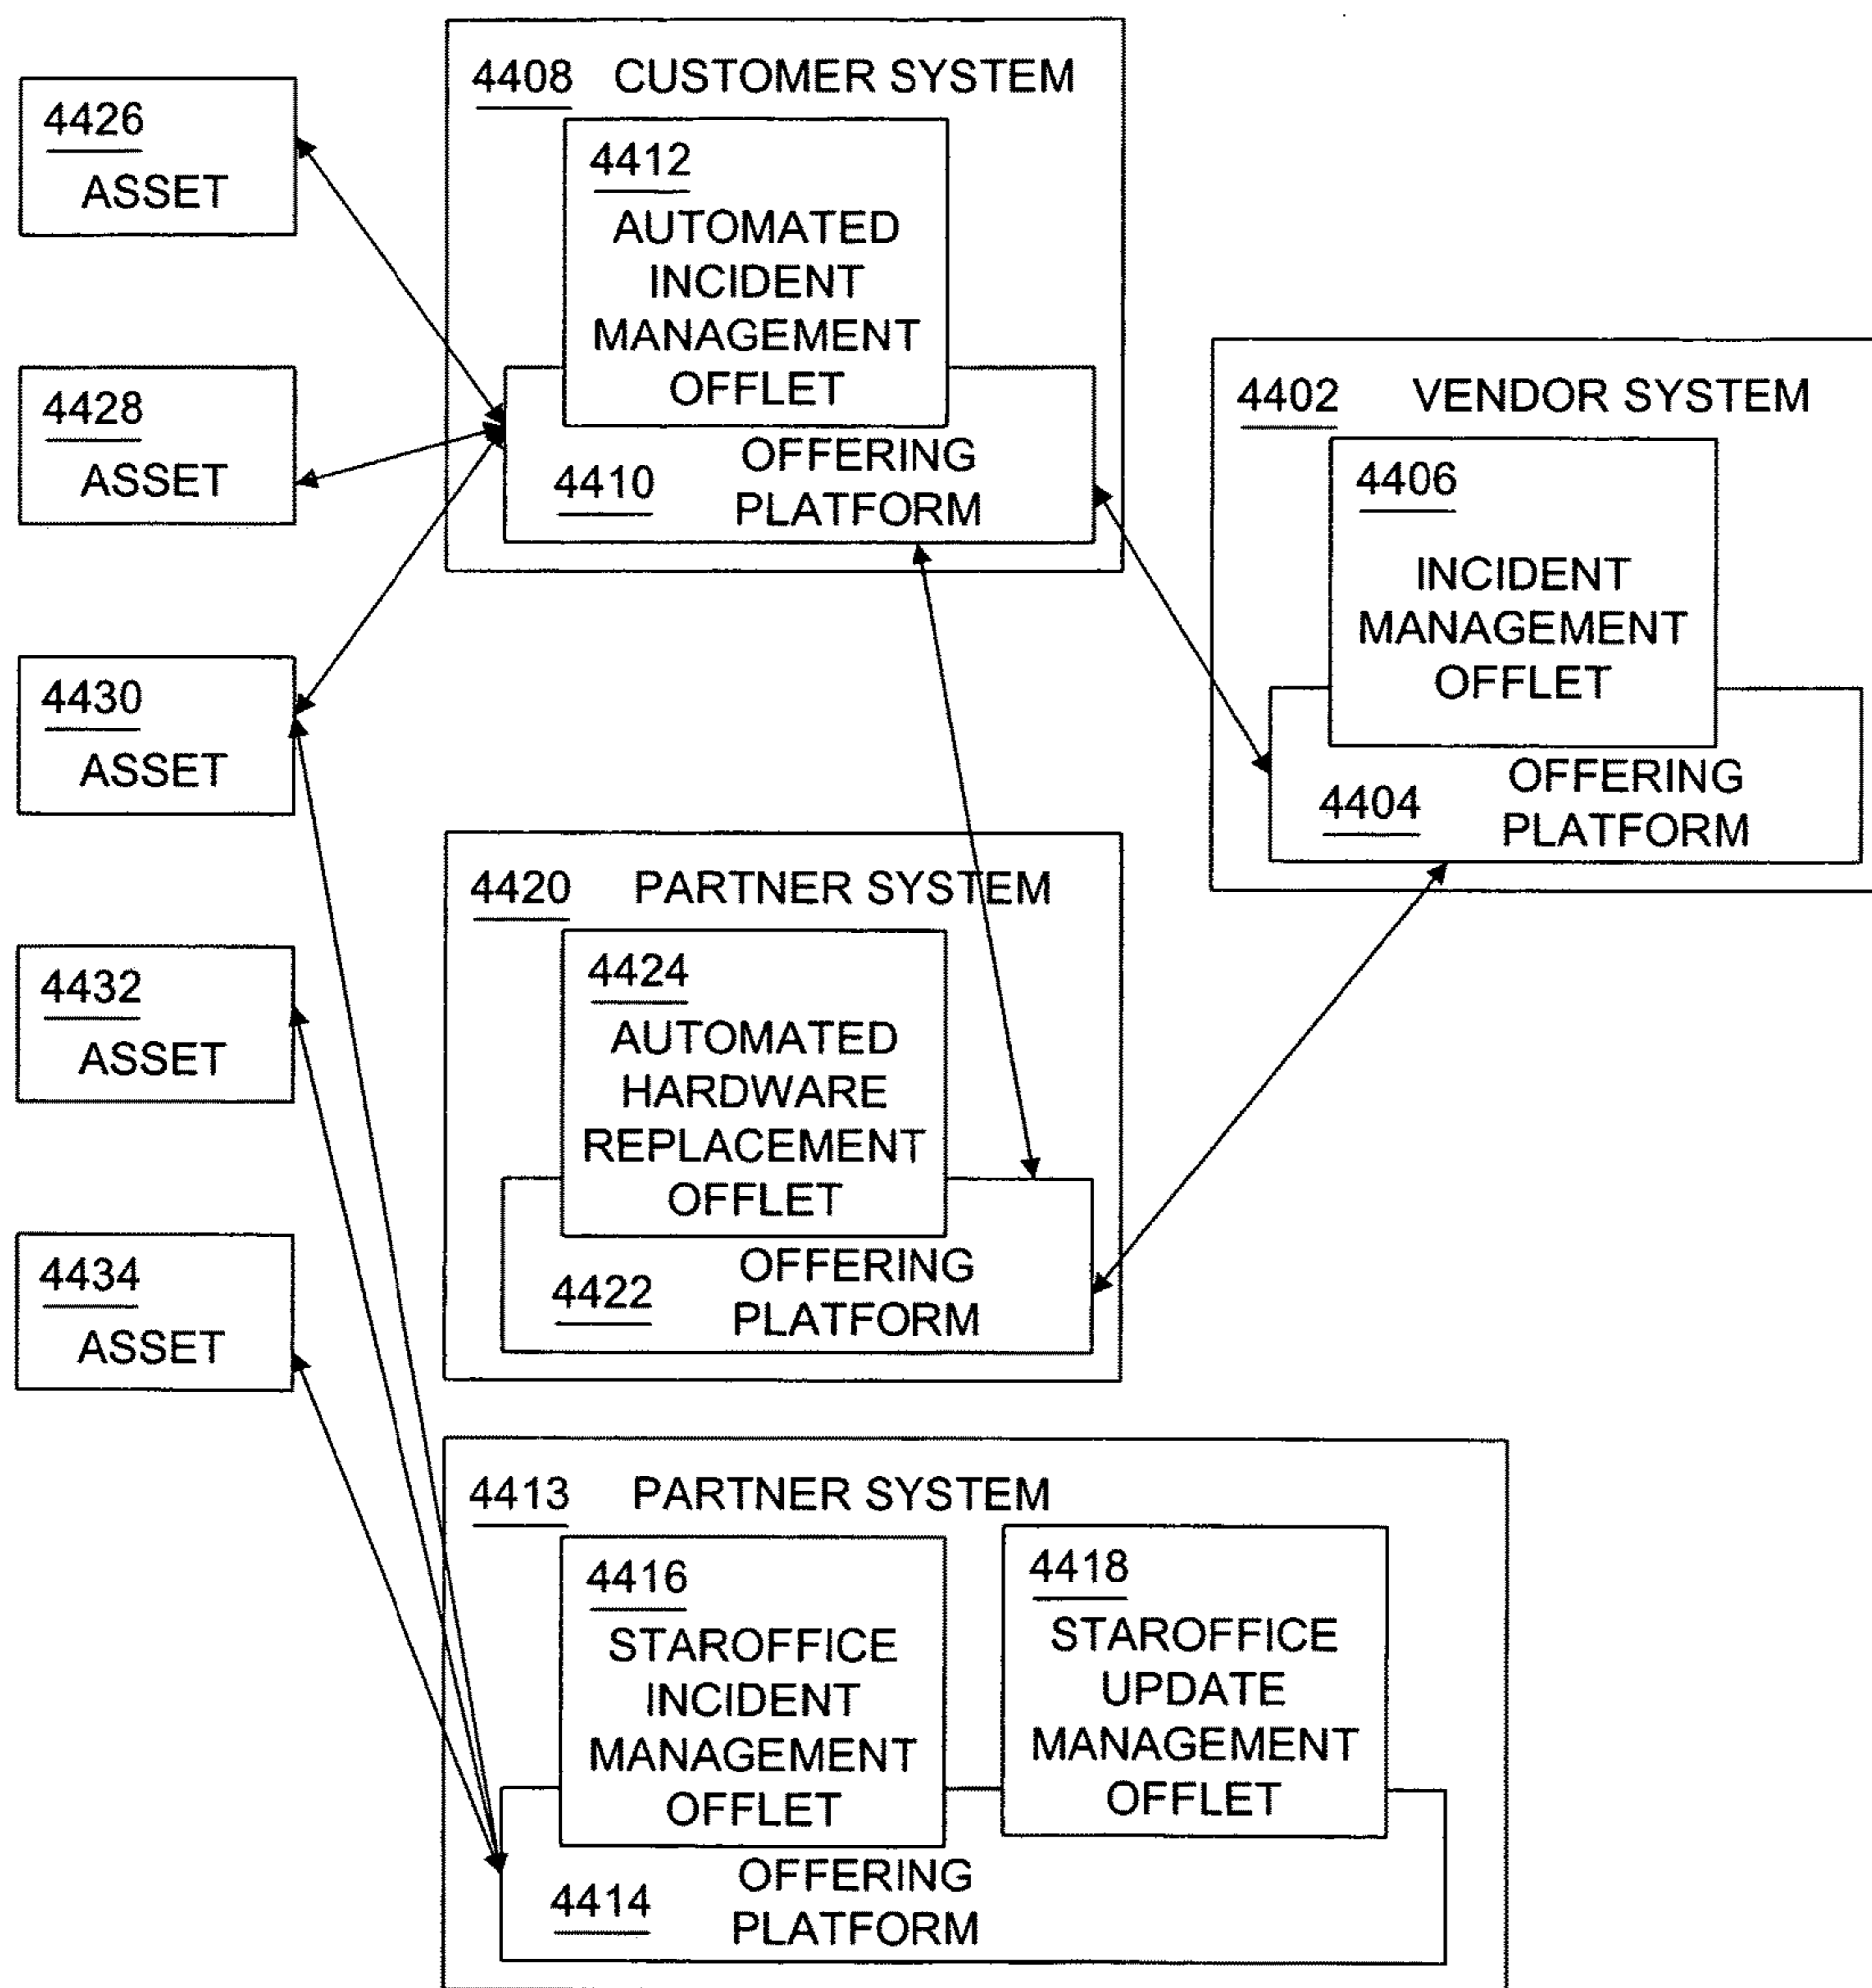 4408 CUSTOMER SYSTEM
4426
ASSET
4412
AUTOMATED
INCIDENT
MANAGEMENT
OFFLET
4428
ASSET
OFFERING
4410
PLATFORM
4402 VENDOR SYSTEM
4406
INCIDENT
MANAGEMENT
OFFLET
OFFERING
4404
PLATFORM
4430
ASSET
4420 PARTNER SYSTEM
4424
AUTOMATED
HARDWARE
REPLACEMENT
OFFLET
OFFERING
4422
PLATFORM
4432
ASSET
4434
ASSET
4413 PARTNER SYSTEM
4416
STAROFFICE
INCIDENT
MANAGEMENT
OFFLET
4418
STAROFFICE
UPDATE
MANAGEMENT
OFFLET
OFFERING
4414
PLATFORM